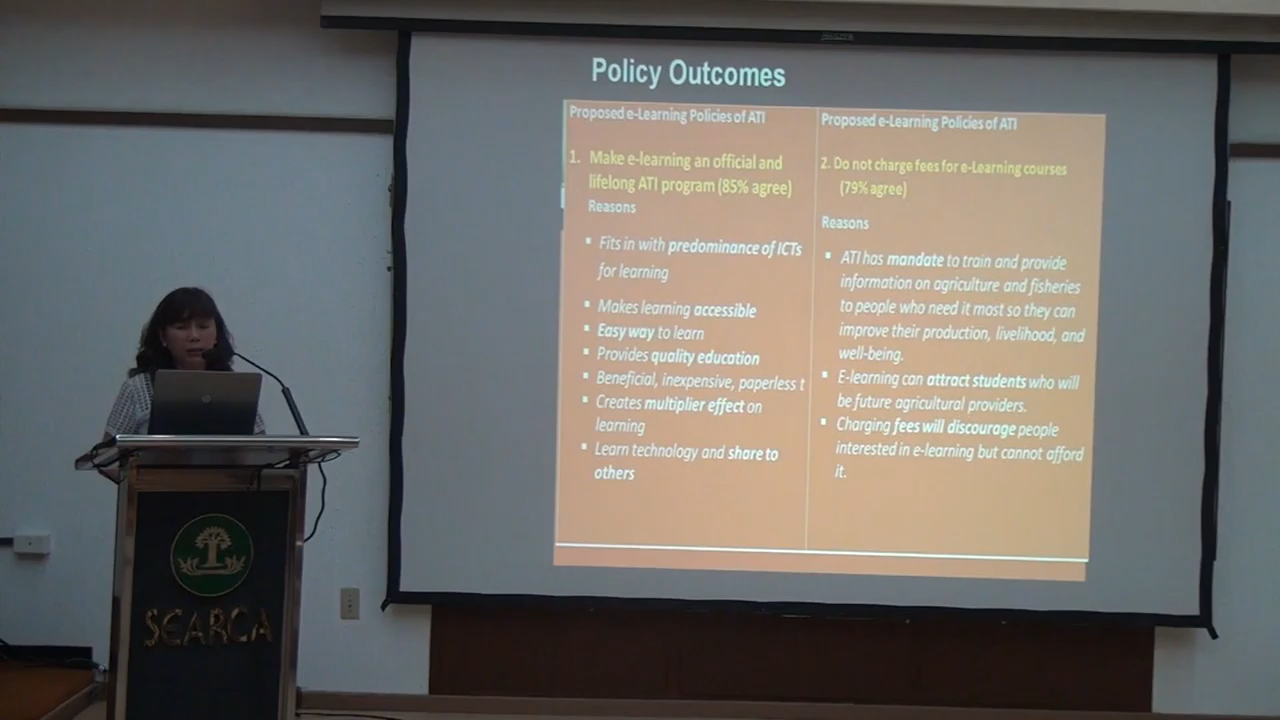 Policy Outcomes
Proposed e-Learning Policies of ATI
1. Make e-learning an official and
lifelong ATI program (85% agree)
Reasons
Fits in with predominance of ICTs
for learning
Makes learning accessible
Easy way to learn
Provides quality education
Beneficial, inexpensive, paperless t
Creates multiplier effect on
learning
Learn technology and share to
others
Proposed e-Learning Policies of ATI
2. Do not charge fees for e-Learning courses
(79% agree)
Reasons
ATI has mandate to train and provide
information on agriculture and fisheries
to people who need it most so they can
improve their production, livelihood, and
well-being.
E-learning can attract students who will
be future agricultural providers.
Charging fees will discourage people
interested in e-learning but cannot afford
it.
SEARCA